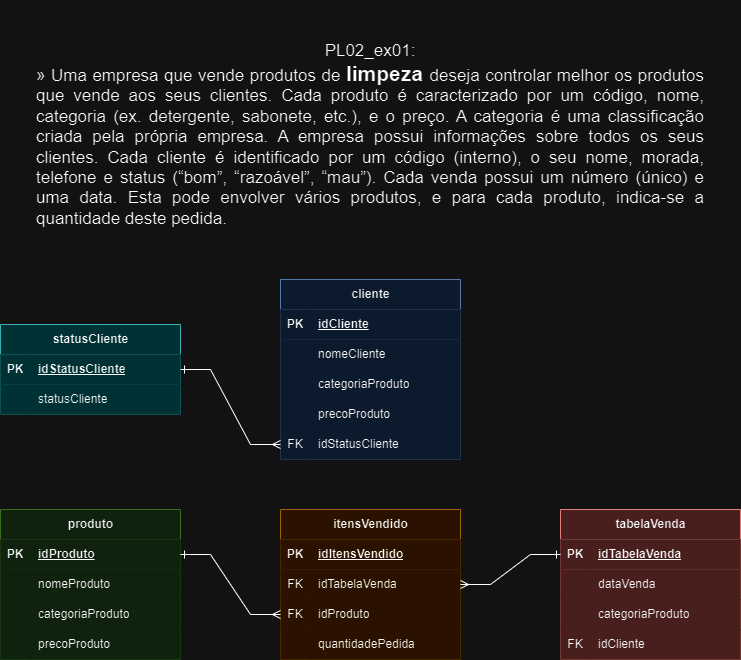 PL02_ex01:
» Uma empresa que vende produtos de limpeza deseja controlar melhor os produtos
que vende aos seus clientes. Cada produto é caracterizado por um código, nome,
categoria (ex. detergente, sabonete, etc.), e o preço. A categoria é uma classificação
criada pela própria empresa. A empresa possui informações sobre todos os seus
clientes. Cada cliente é identificado por um código (interno), o seu nome, morada,
telefone e status (“bom”, “razoável”, “mau”). Cada venda possui um número (único) e
uma data. Esta pode envolver vários produtos, e para cada produto, indica-se a
quantidade deste pedida.
cliente
PK idCliente
nomeCliente
categoriaProduto
precoProduto
FK idStatusCliente
statusCliente
PK idStatusCliente
statusCliente
produto
PK idProduto
nomeProduto
categoriaProduto
precoProduto
itensVendido
PK idItensVendido
FK idTabelaVenda
FK idProduto
quantidadePedida
tabelaVenda
PK idTabelaVenda
dataVenda
categoriaProduto
FK idCliente